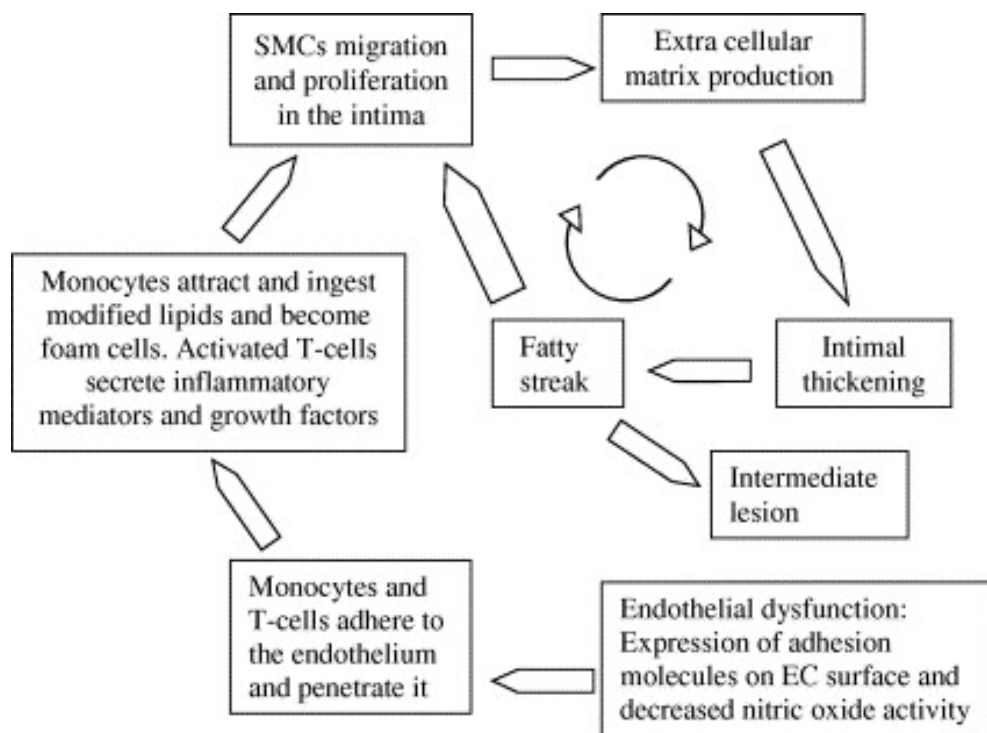 SMCs migration
and proliferation
in the intima
Extra cellular
matrix production
Monocytes attract and ingest
modified lipids and become
foam cells. Activated T-cells
secrete inflammatory
mediators and growth factors
Fatty
streak
Intimal
thickening
Intermediate
lesion
Monocytes and
T-cells adhere to
the endothelium
and penetrate it
Endothelial dysfunction:
Expression of adhesion
molecules on EC surface and
decreased nitric oxide activity